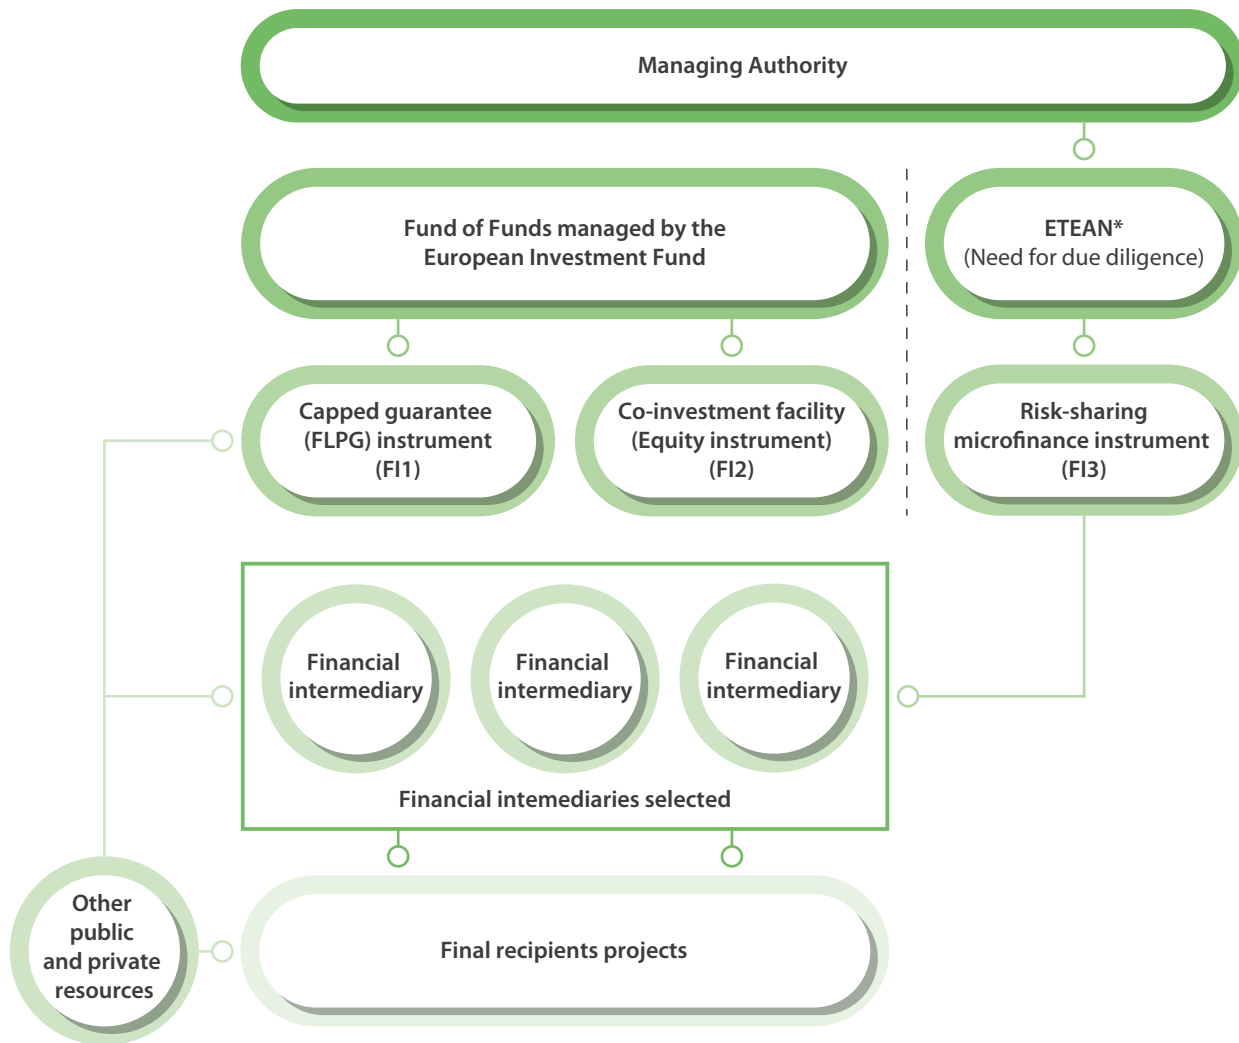 Managing Authority
Fund of Funds managed by the
European Investment Fund
ETEAN*
(Need for due diligence)
Capped guarantee
(FLPG) instrument
(FI1)
Co-investment facility
(Equity instrument)
(FI2)
Risk-sharing
microfinance instrument
(FI3)
Financial
intermediary
Financial
intermediary
Financial
intermediary
Financial intemediaries selected
Other
public
and private
resources
Final recipients projects